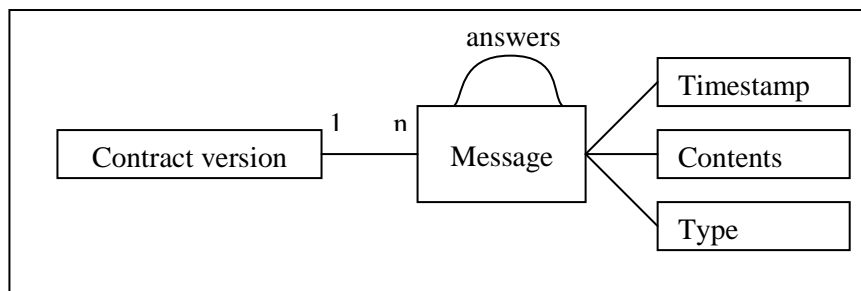 answers
Timestamp
1 n
Contract version
Message
Contents
Type